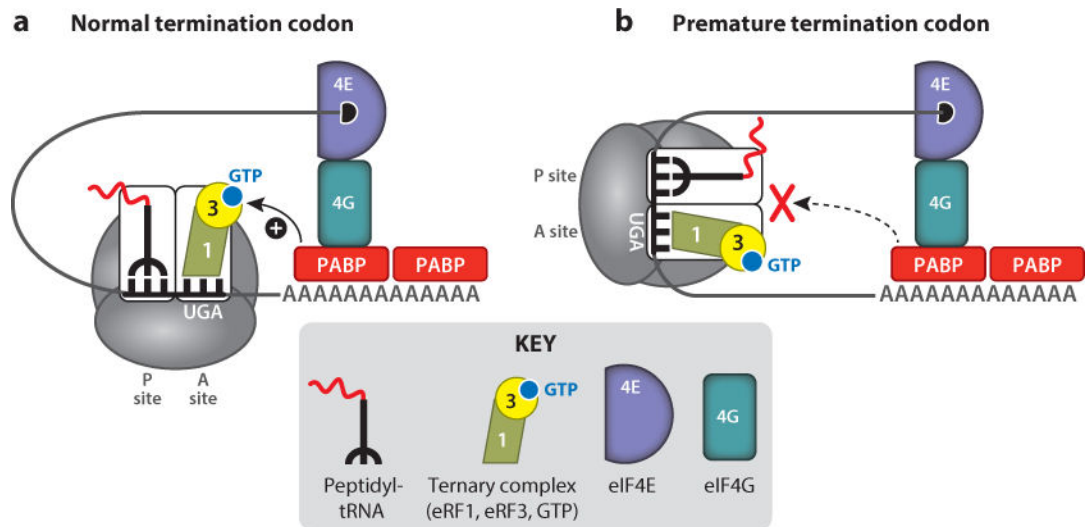 a Normal termination codon
4E
GTP
3
4G
1
+
PABP PABP
AAAAAAAAAAAAAA
UGA
P site
A site
b Premature termination codon
4E
P site
4G
A site
UGA
1
3
GTP
X
PABP PABP
AAAAAAAAAAAAAA
KEY
3
GTP
1
4E
4G
Peptidyl-
tRNA
Ternary complex
(eRF1, eRF3, GTP)
eIF4E
eIF4G